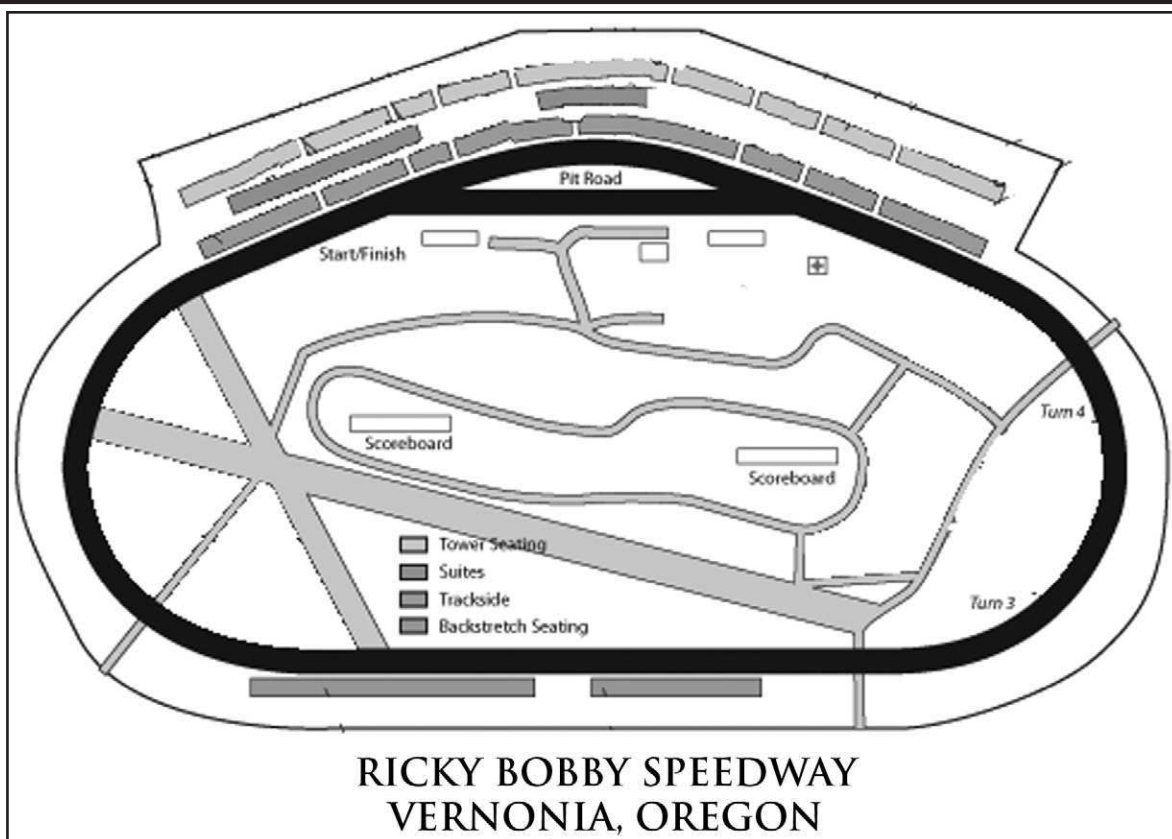 Pit Road
Start/Finish
Turn 4
Scoreboard
Scoreboard
Tower Seating
Suites
Trackside
Backstretch Seating
Turn 3
RICKY BOBBY SPEEDWAY
VERNONIA, OREGON